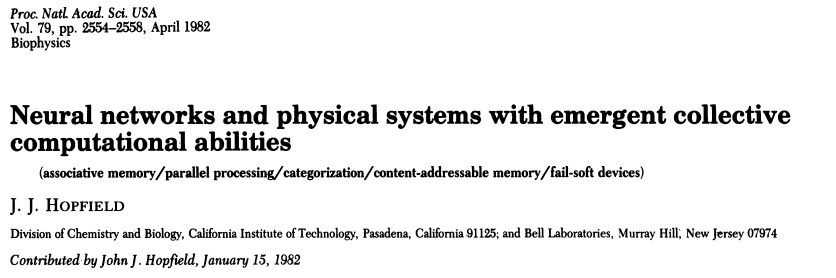 Proc. Natl. Acad. Sci. USA
Vol. 79, pp. 2554–2558, April 1982
Biophysics
Neural networks and physical systems with emergent collective
computational abilities
(associative memory/parallel processing/categorization/content-addressable memory/fail-soft devices)
J. J. HOPFIELD
Division of Chemistry and Biology, California Institute of Technology, Pasadena, California 91125; and Bell Laboratories, Murray Hill, New Jersey 07974
Contributed by John J. Hopfield, January 15, 1982